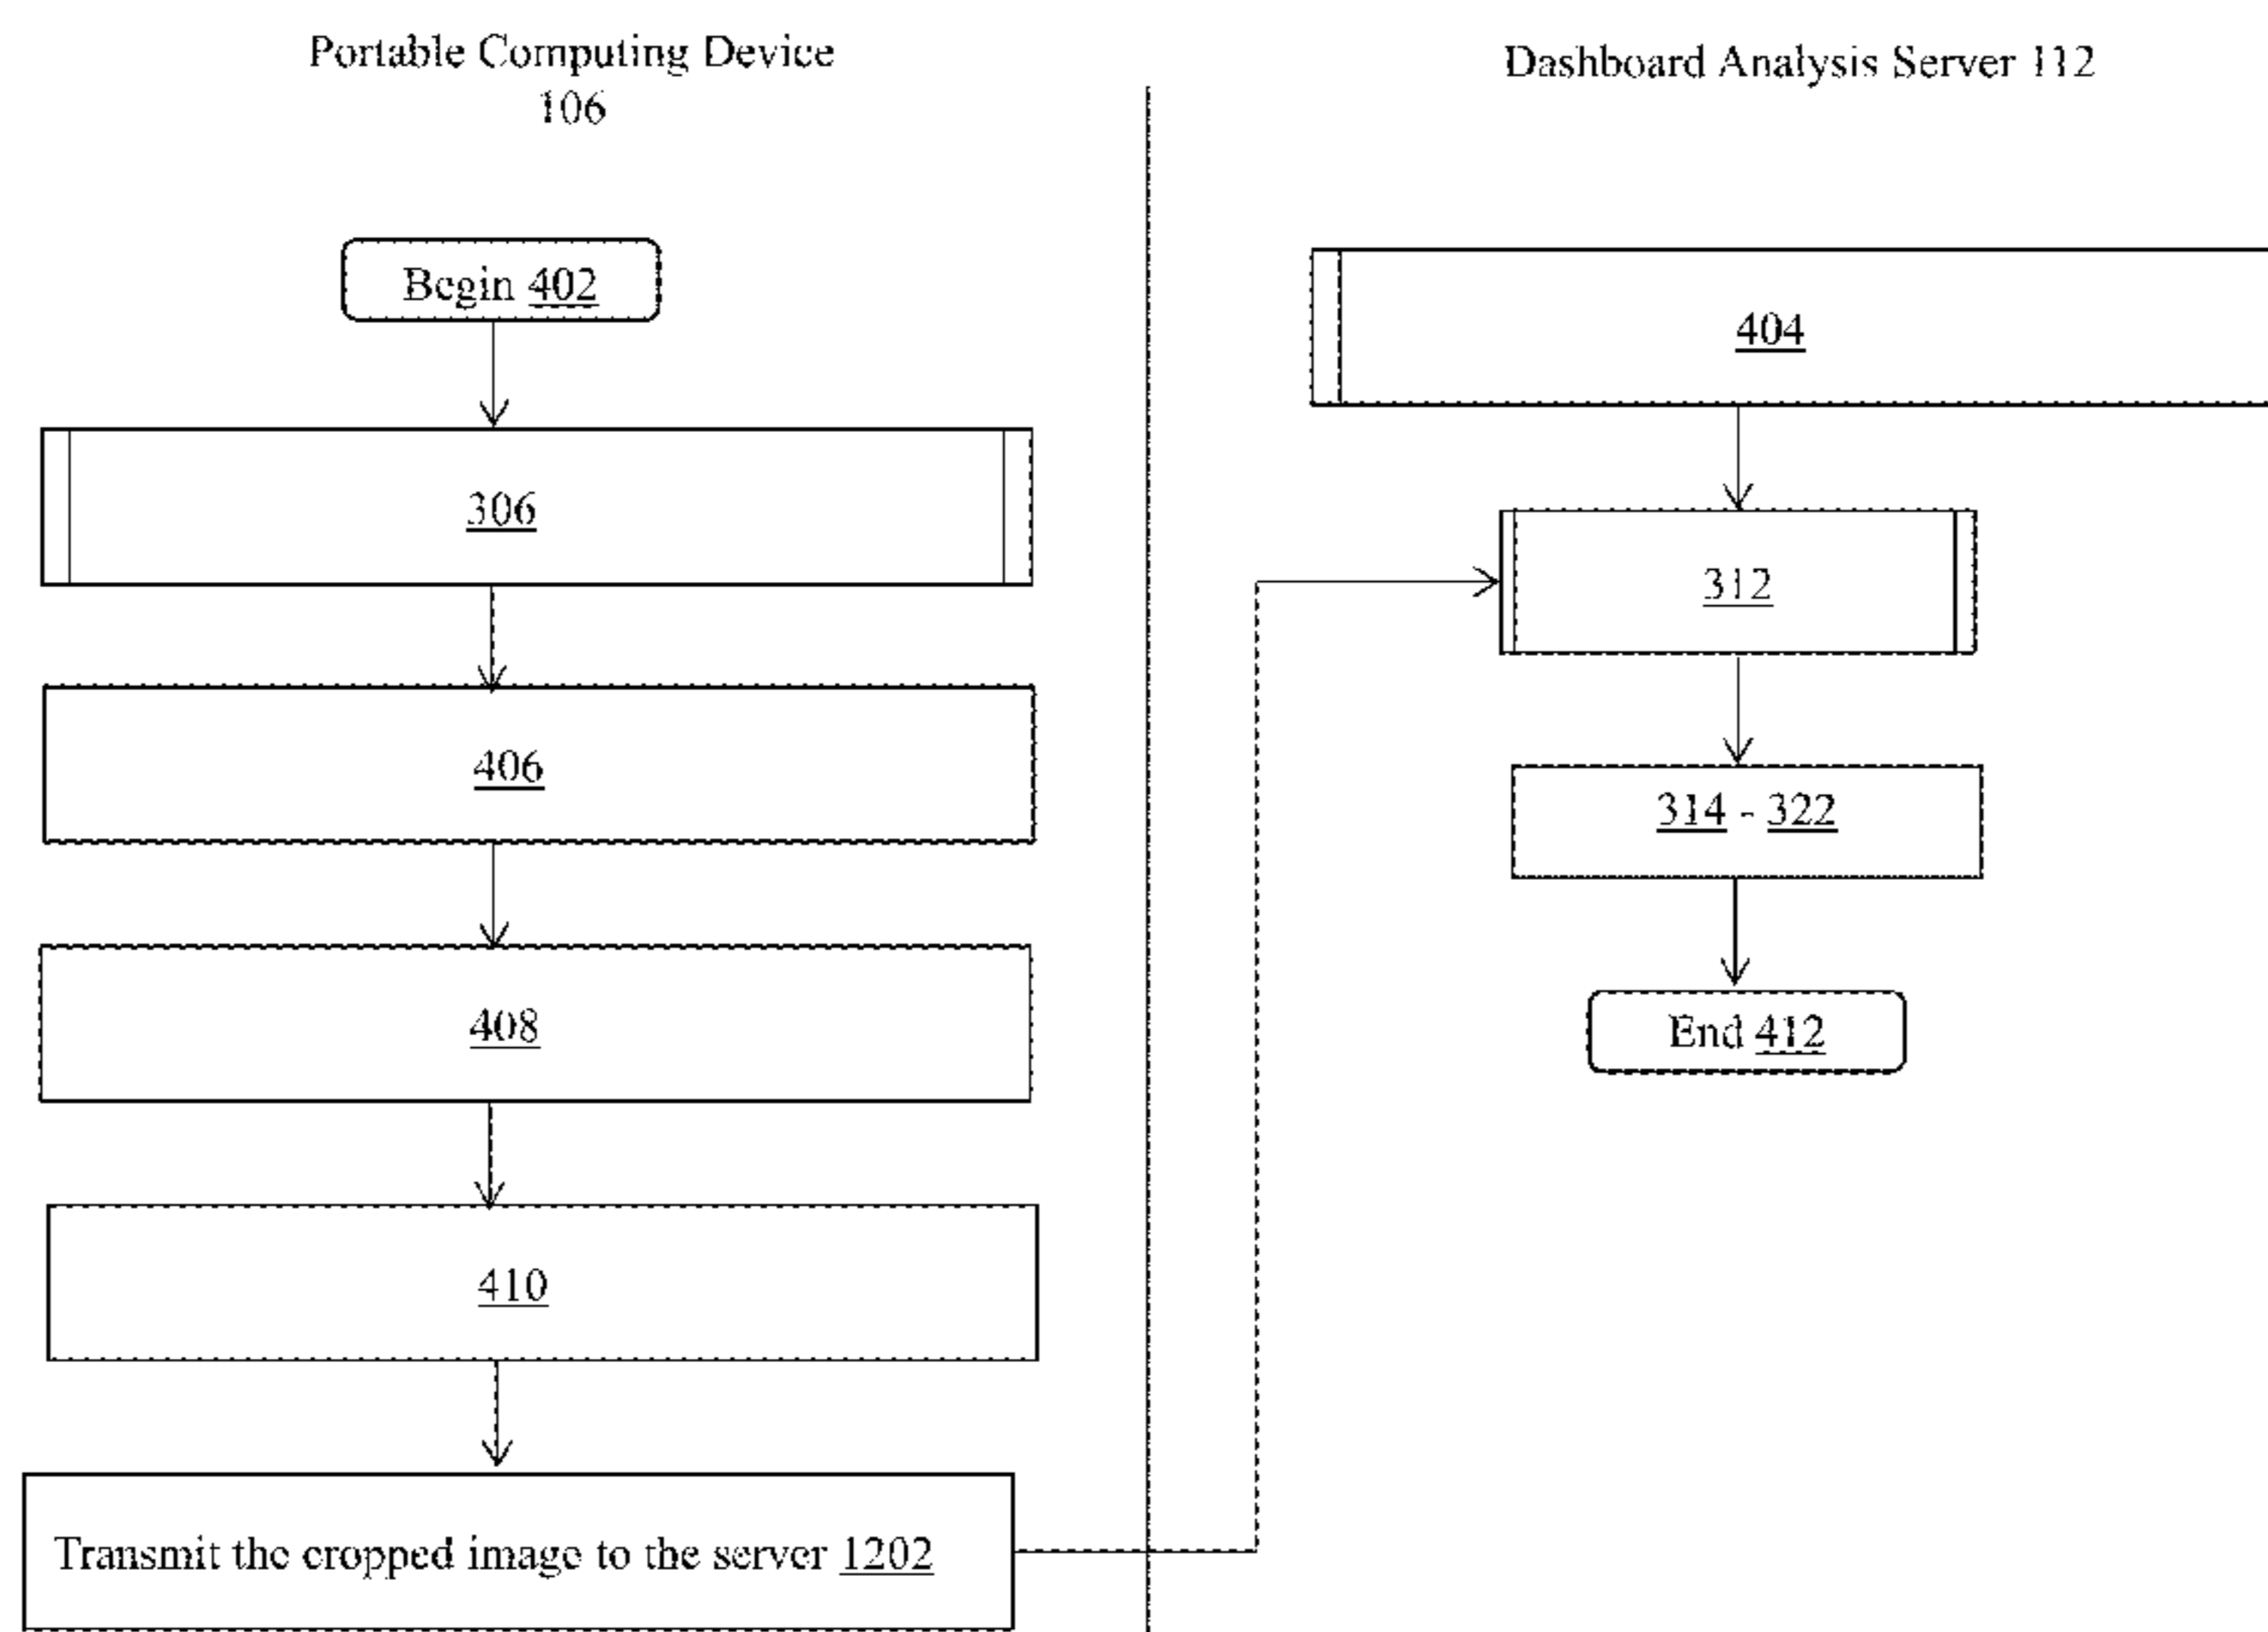 Portable Computing Device
106
Begin 402
306
406
408
410
Transmit the cropped image to the server 1202
Dashboard Analysis Server 112
404
312
314 - 322
End 412